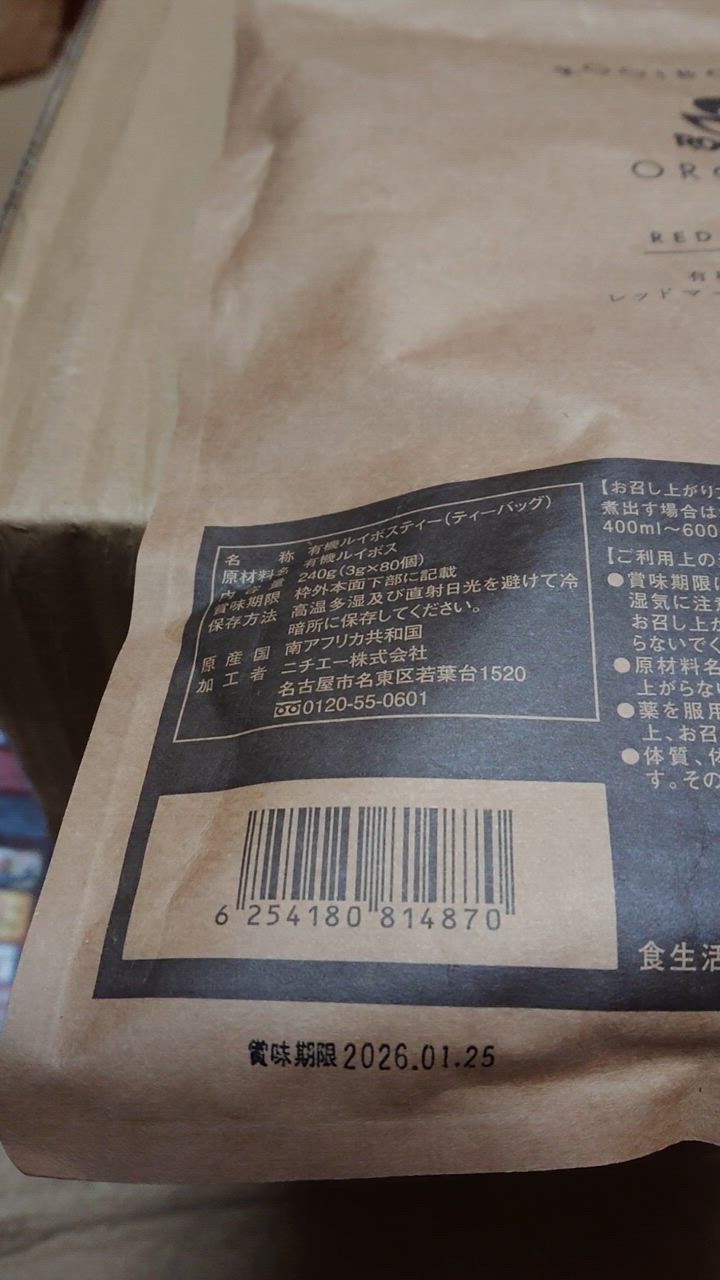 ORG
RED
有
レッドマー
名称 有機ルイボスティー(ティーバッグ)
原材料名 有機ルイボス
内容量 240g(3g×80個)
賞味期限 枠外本面下部に記載
保存方法 高温多湿及び直射日光を避けて冷
暗所に保存してください。
原産国 南アフリカ共和国
加工者 ニチエー株式会社
名古屋市名東区若葉台1520
0120-55-0601
【お召し上がり
煮出す場合は
400ml〜600
【ご利用上の
●賞味期限
湿気に注
お召し上が
らないでく
●原材料名
上がらな
●薬を服用
上、お召
●体質、体
す。その
6 254180 814870
食生活
賞味期限2026.01.25